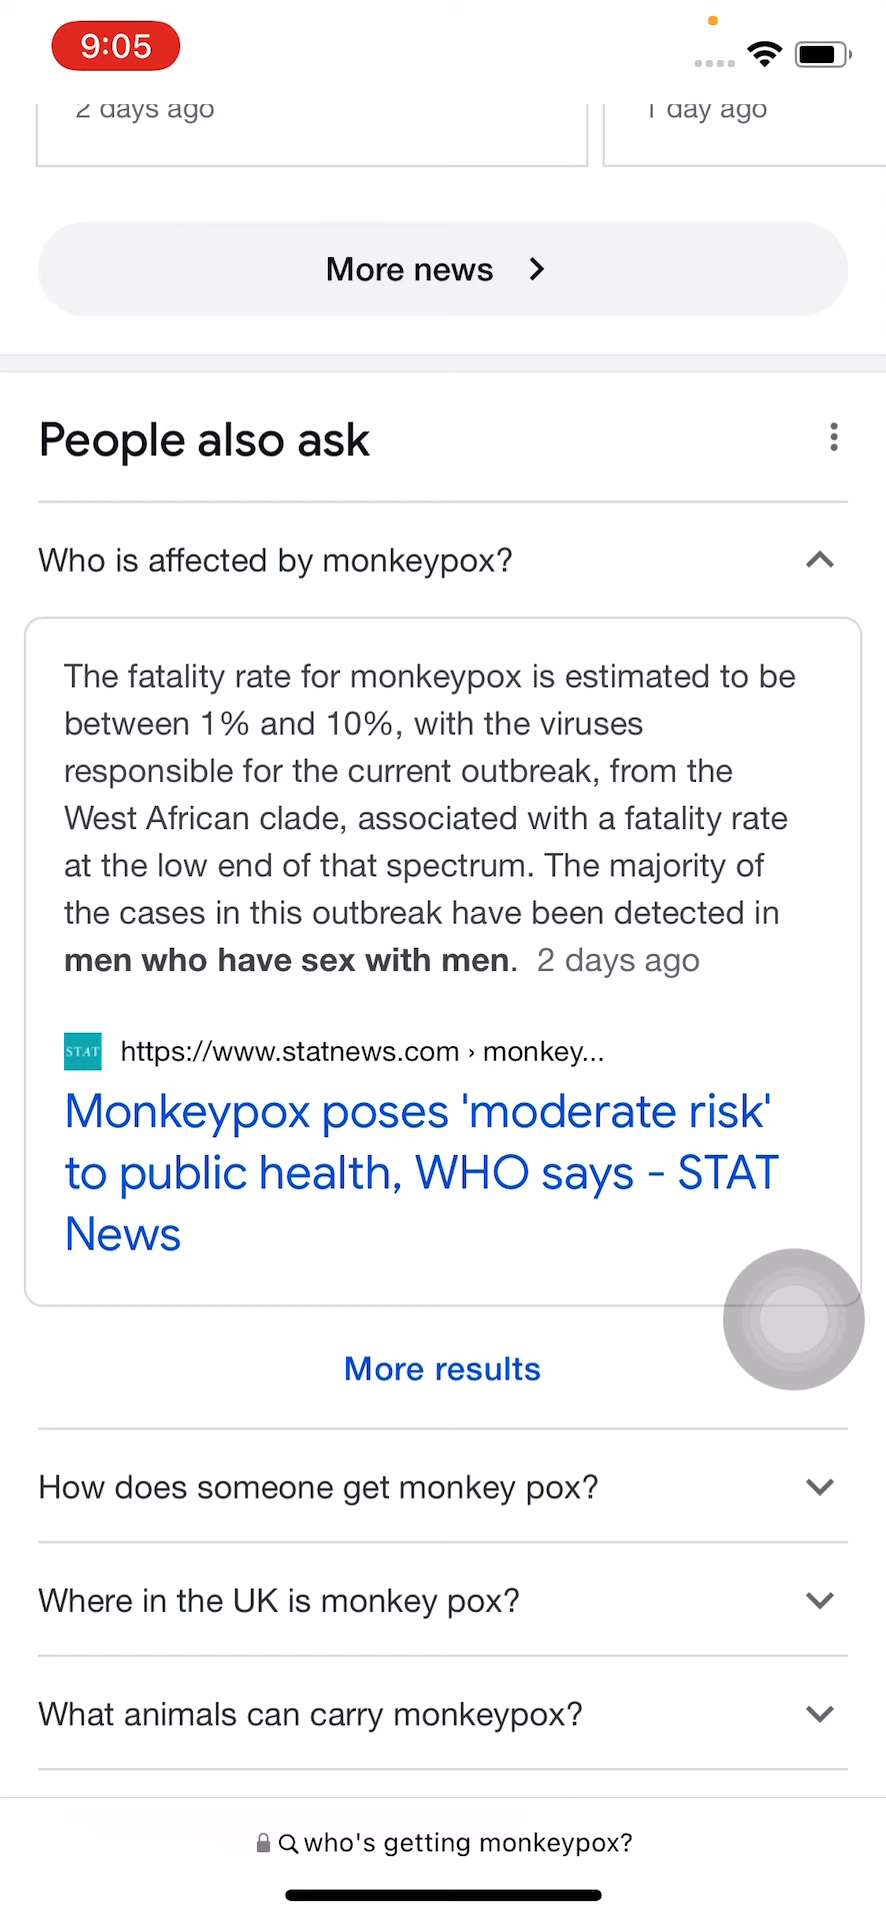 9:05
2 days ago
1 day ago
More news
People also ask
Who is affected by monkeypox?
The fatality rate for monkeypox is estimated to be
between 1% and 10%, with the viruses
responsible for the current outbreak, from the
West African clade, associated with a fatality rate
at the low end of that spectrum. The majority of
the cases in this outbreak have been detected in
men who have sex with men. 2 days ago
STAT https://www.statnews.com › monkey...
Monkeypox poses 'moderate risk'
to public health, WHO says - STAT
News
More results
How does someone get monkey pox?
Where in the UK is monkey pox?
What animals can carry monkeypox?
who's getting monkeypox?